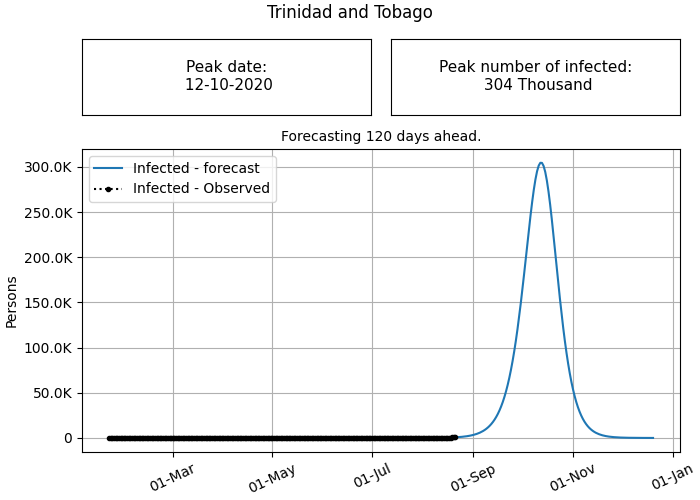 Trinidad and Tobago
Peak date:
12-10-2020
Peak number of infected:
304 Thousand
Forecasting 120 days ahead.
Infected - forecast
Infected - Observed
Persons
300.0K
250.0K
200.0K
150.0K
100.0K
50.0K
0
01-Mar
01-May
01-Jul
01-Sep
01-Nov
01-Jan